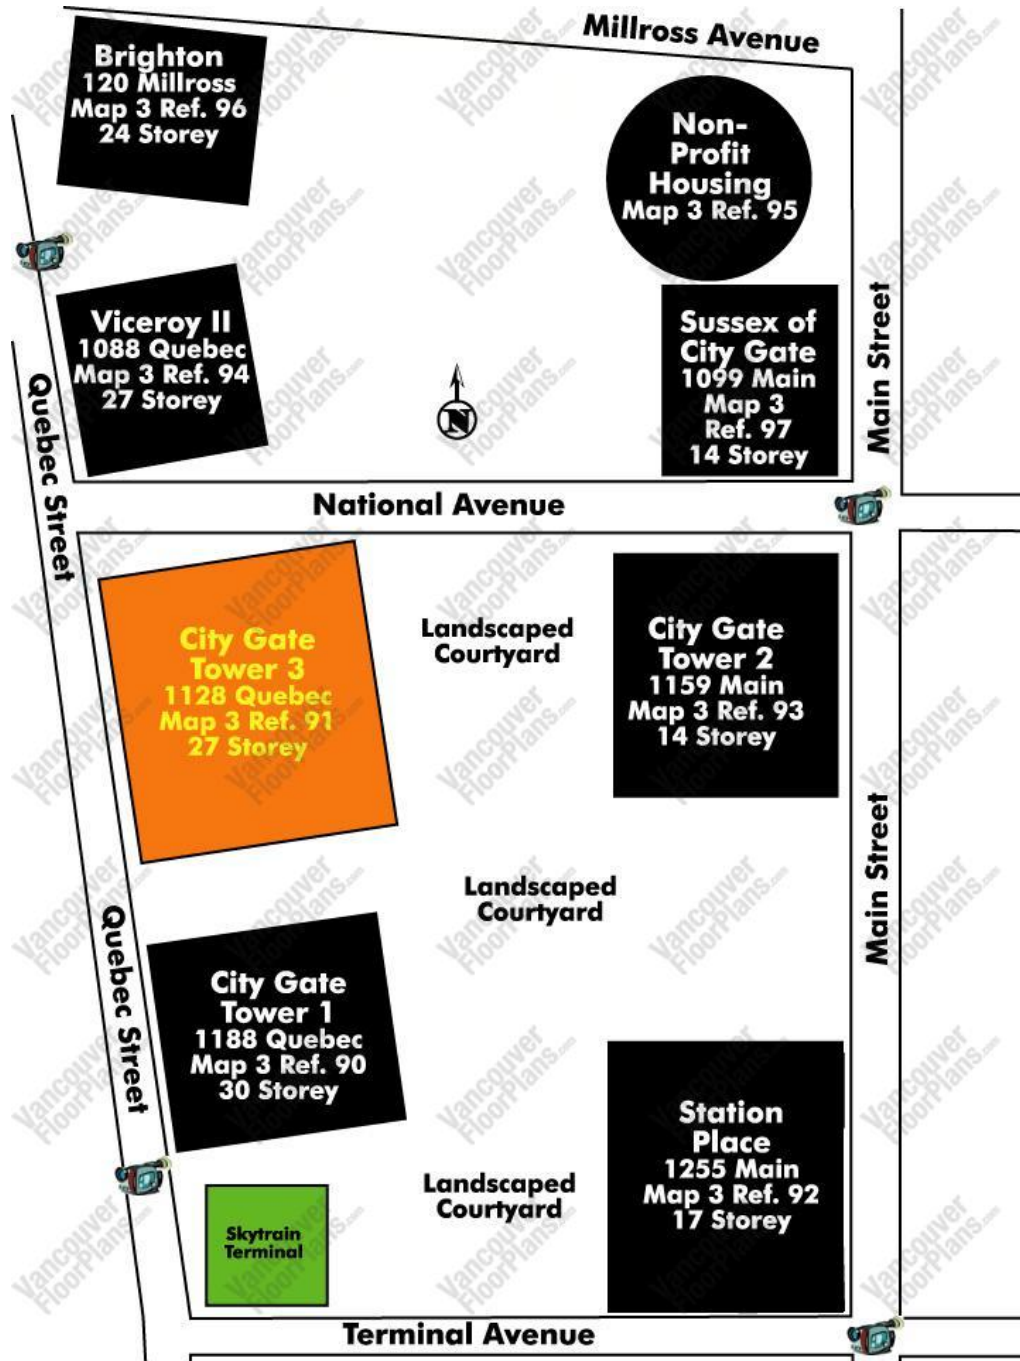 Millross Avenue
Brighton
120 Millross
Map 3 Ref. 96
24 Storey
Non-
Profit
Housing
Map 3 Ref. 95
Viceroy II
1088 Quebec
Map 3 Ref. 94
27 Storey
Sussex of
City Gate
1099 Main
Map 3
Ref. 97
14 Storey
Main Street
N
Quebec Street
National Avenue
City Gate
Tower 3
1128 Quebec
Map 3 Ref. 91
27 Storey
Landscaped
Courtyard
City Gate
Tower 2
1159 Main
Map 3 Ref. 93
14 Storey
Main Street
Landscaped
Courtyard
Quebec Street
City Gate
Tower 1
1188 Quebec
Map 3 Ref. 90
30 Storey
Station
Place
1255 Main
Map 3 Ref. 92
17 Storey
Landscaped
Courtyard
Skytrain
Terminal
Terminal Avenue
Vancouver
FloorPlans.com